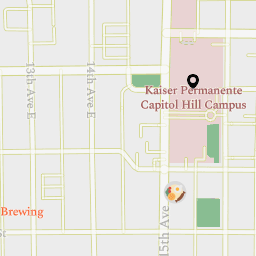 Kaiser Permanente
Capitol Hill Campus
13th Ave E
14th Ave E
15th Ave
Brewing